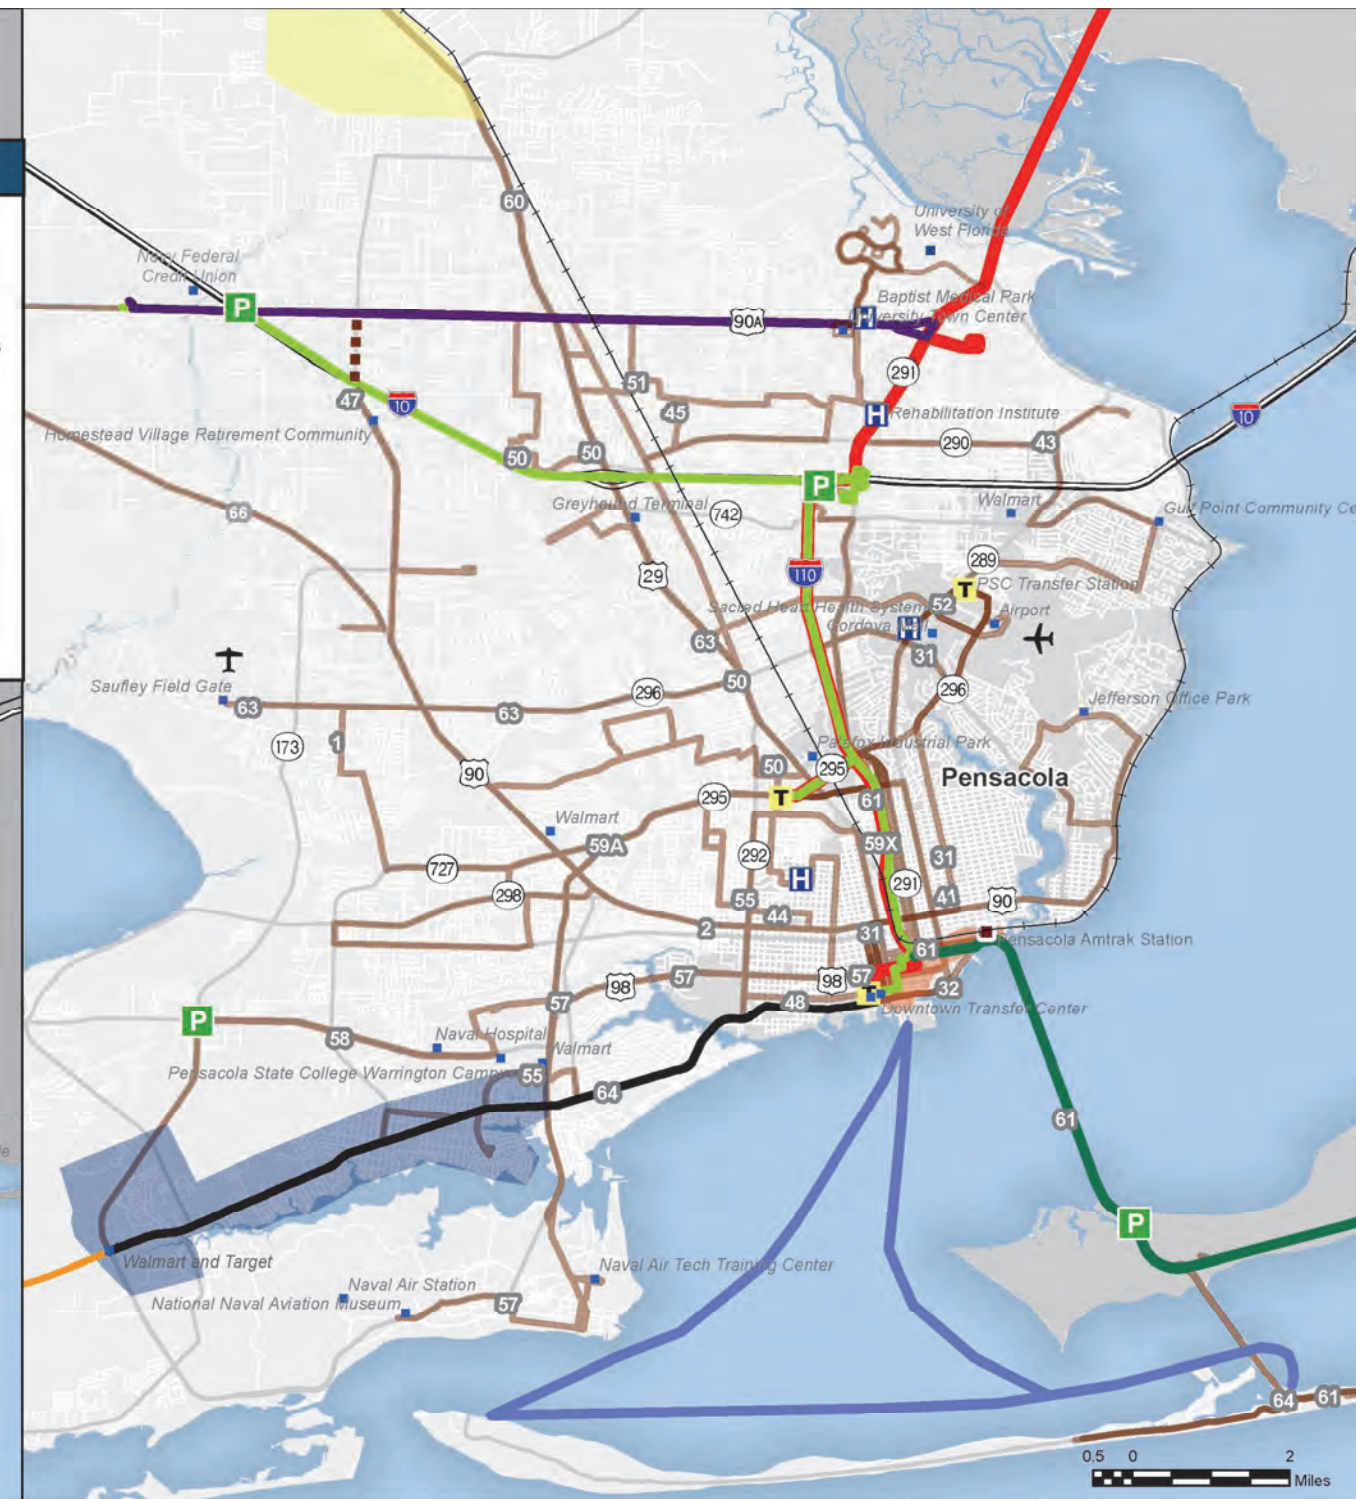 60
University of
West Florida
Navy Federal
Credit Union
P
Baptist Medical Park
H
University Town Center
90A
291
51
47
10
45
H
Rehabilitation Institute
10
Homestead Village Retirement Community
290
43
50
50
P
Greyhound Terminal
742
Walmart
66
Gulf Point Community Ce
289
29
110
T
PSC Transfer Station
52
Sacred Heart Health System
Airport
Cordova Mall
H
63
31
Saufley Field Gate
50
296
296
63
63
Jefferson Office Park
173
1
Palafox Industrial Park
90
50
295
Pensacola
295
T
61
Walmart
59A
59X
292
31
727
H
291
298
55
41
90
44
2
31
61
Pensacola Amtrak Station
57
98
57
98
57
32
T
48
Downtown Transfer Center
P
58
Naval Hospital
Walmart
Pensacola State College Warrington Campus
55
64
61
P
Walmart and Target
Naval Air Tech Training Center
Naval Air Station
National Naval Aviation Museum
57
64
61
0.5 0 2
Miles